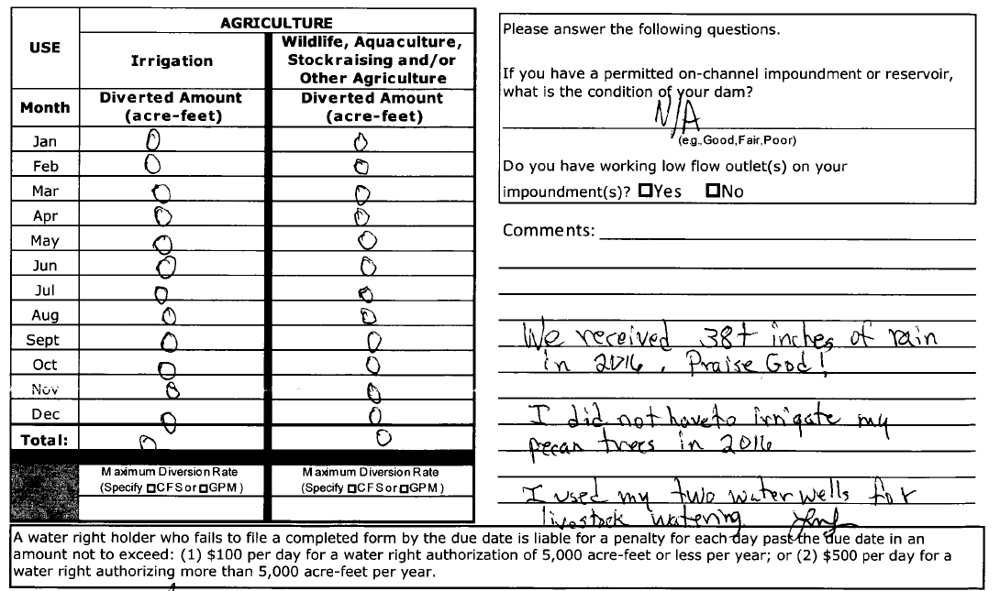 AGRICULTURE
USE
Irrigation
Wildlife, Aquaculture,
Stockraising and/or
Other Agriculture
Month
Diverted Amount
(acre-feet)
Diverted Amount
(acre-feet)
Jan 0 0
Feb 0 0
Mar 0 0
Apr 0 0
May 0 0
Jun 0 0
Jul 0 0
Aug 0 0
Sept 0 0
Oct 0 0
Nov 0 0
Dec 0 0
Total: 0 0
Maximum Diversion Rate
(Specify □CFS or □GPM)
Maximum Diversion Rate
(Specify □CFS or □GPM)
Please answer the following questions.
If you have a permitted on-channel impoundment or reservoir,
what is the condition of your dam?
N/A
(e.g.,Good,Fair,Poor)
Do you have working low flow outlet(s) on your
impoundment(s)? □Yes □No
Comments:
We received 38+ inches of rain
in 2016. Praise God!
I did not have to irrigate my
pecan trees in 2016
I used my two water wells for
livestock watering
A water right holder who fails to file a completed form by the due date is liable for a penalty for each day past the due date in an
amount not to exceed: (1) $100 per day for a water right authorization of 5,000 acre-feet or less per year; or (2) $500 per day for a
water right authorizing more than 5,000 acre-feet per year.